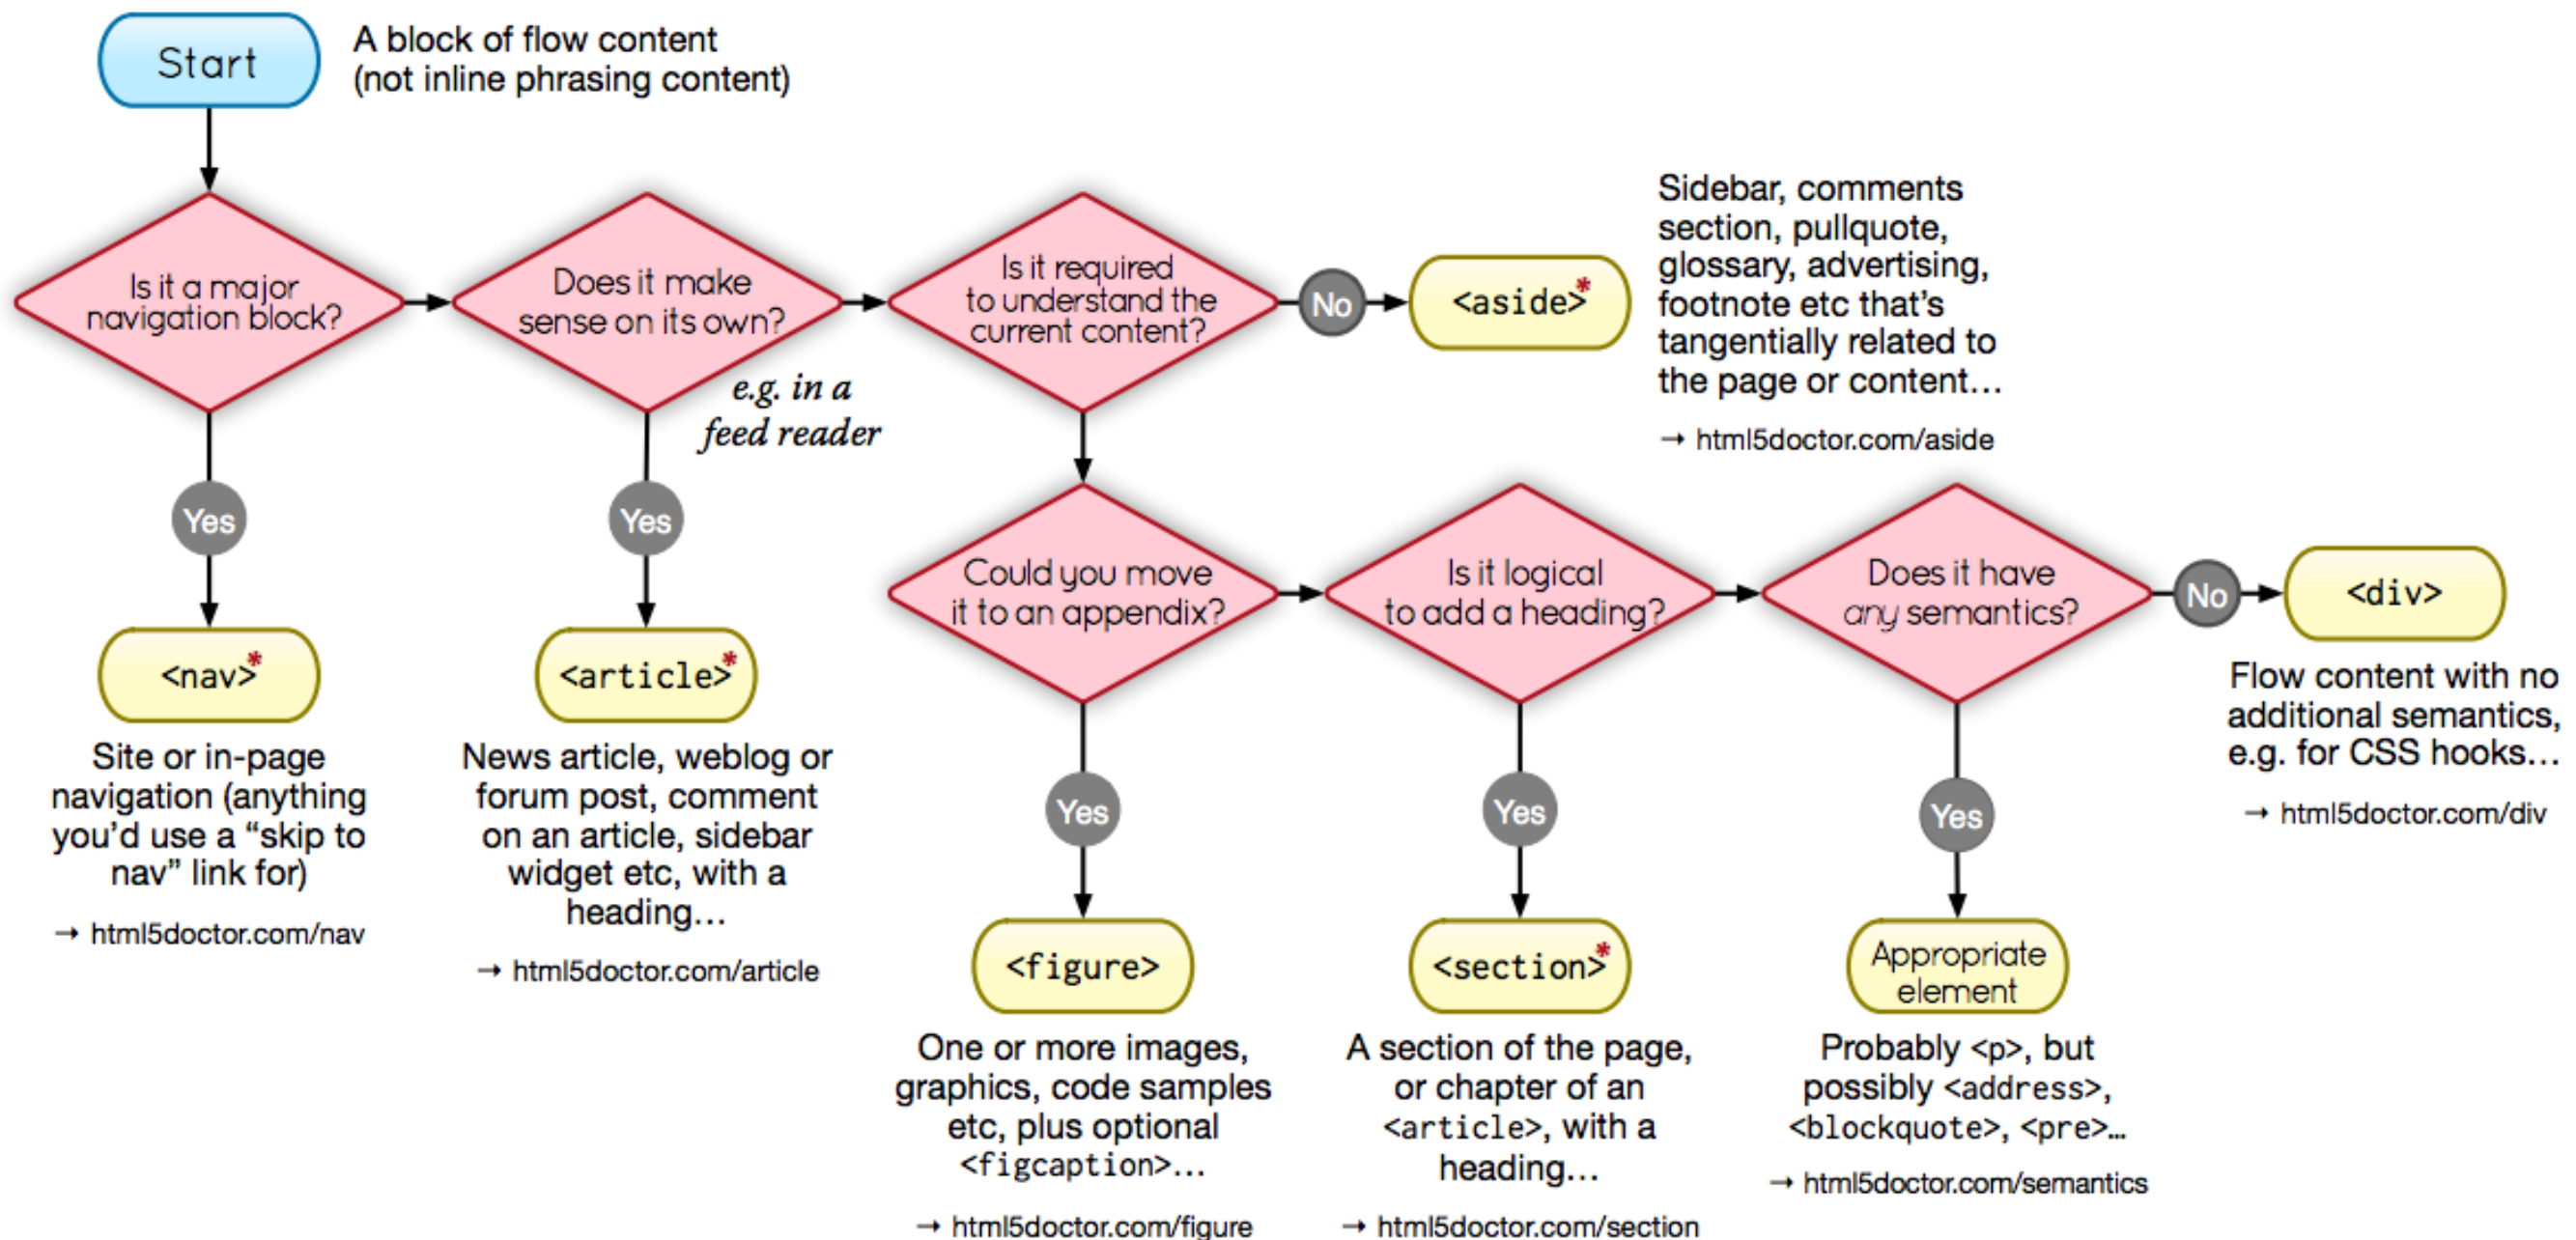 Start
A block of flow content
(not inline phrasing content)
Is it a major
navigation block?
Does it make
sense on its own?
e.g. in a
feed reader
Is it required
to understand the
current content?
No
<aside>*
Sidebar, comments
section, pullquote,
glossary, advertising,
footnote etc that’s
tangentially related to
the page or content…
→ html5doctor.com/aside
Yes
<nav>*
Site or in-page
navigation (anything
you’d use a “skip to
nav” link for)
→ html5doctor.com/nav
Yes
<article>*
News article, weblog or
forum post, comment
on an article, sidebar
widget etc, with a
heading…
→ html5doctor.com/article
Could you move
it to an appendix?
Yes
<figure>
One or more images,
graphics, code samples
etc, plus optional
<figcaption>…
→ html5doctor.com/figure
Is it logical
to add a heading?
Yes
<section>*
A section of the page,
or chapter of an
<article>, with a
heading…
→ html5doctor.com/section
Does it have
any semantics?
Yes
Appropriate
element
Probably <p>, but
possibly <address>,
<blockquote>, <pre>…
→ html5doctor.com/semantics
No
<div>
Flow content with no
additional semantics,
e.g. for CSS hooks…
→ html5doctor.com/div